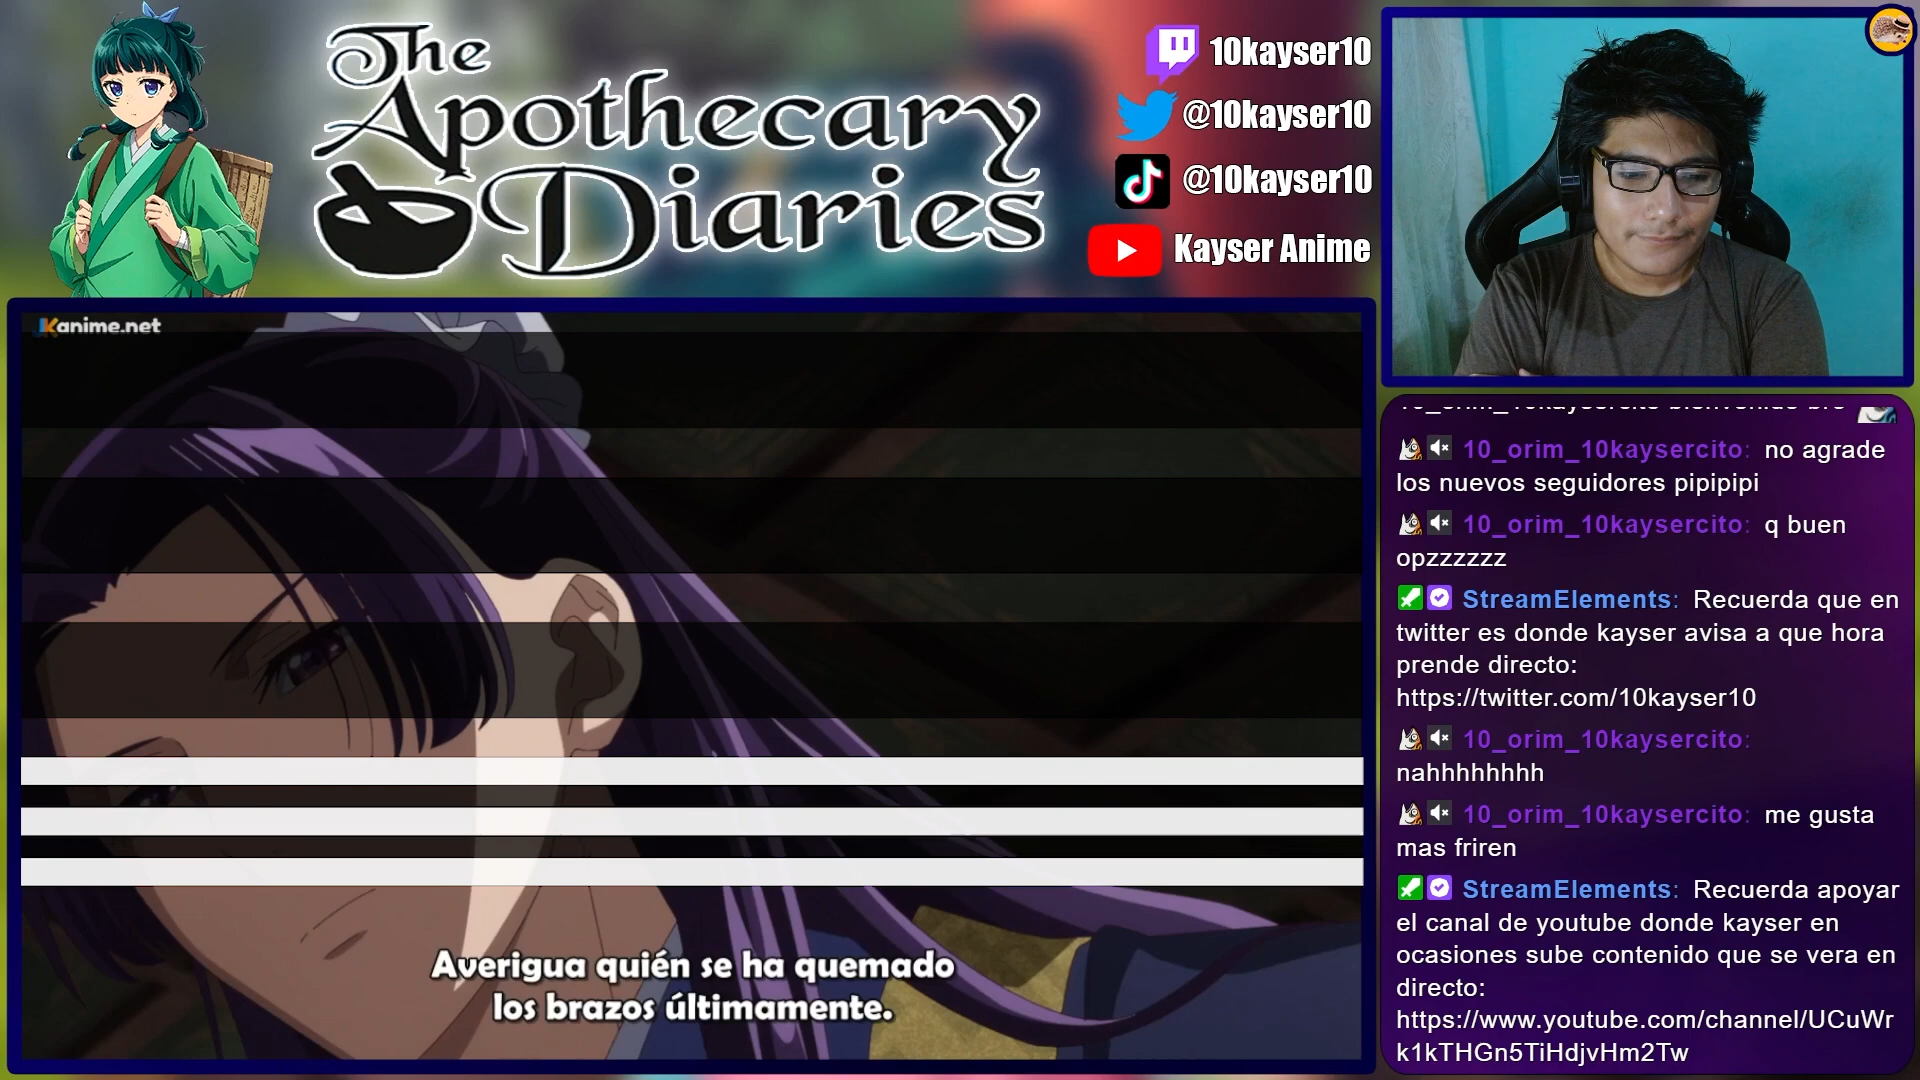 The
Apothecary
Diaries
10kayser10
@10kayser10
@10kayser10
Kayser Anime
JKanime.net
Averigua quién se ha quemado
los brazos últimamente.
10_orim_10kaysercito bienvenido bro
10_orim_10kaysercito: no agrade
los nuevos seguidores pipipipi
10_orim_10kaysercito: q buen
opzzzzzz
StreamElements: Recuerda que en
twitter es donde kayser avisa a que hora
prende directo:
https://twitter.com/10kayser10
10_orim_10kaysercito:
nahhhhhhhh
10_orim_10kaysercito: me gusta
mas friren
StreamElements: Recuerda apoyar
el canal de youtube donde kayser en
ocasiones sube contenido que se vera en
directo:
https://www.youtube.com/channel/UCuWr
k1kTHGn5TiHdjvHm2Tw